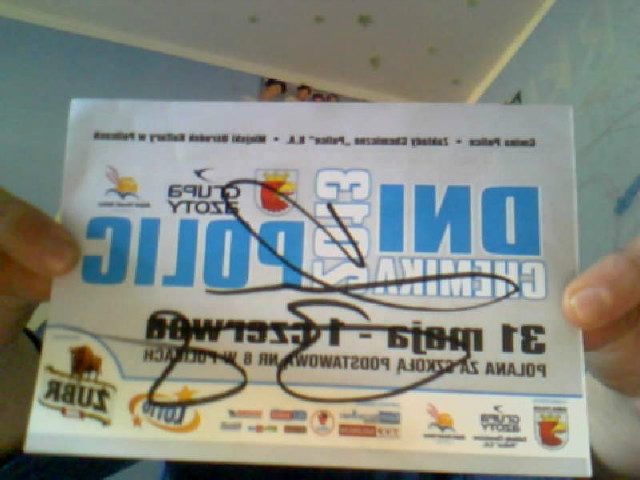 Gmina Police • Zakłady Chemiczne „Police" S.A. • Miejski Ośrodek Kultury w Policach
DNI
CHEMIKA
2013
POLIC
GRUPA
AZOTY
31 maja - 1 czerwca
POLANA ZA SZKOŁĄ PODSTAWOWĄ NR 8 W POLICACH
ŻUBR
LOTTO
GRUPA
AZOTY